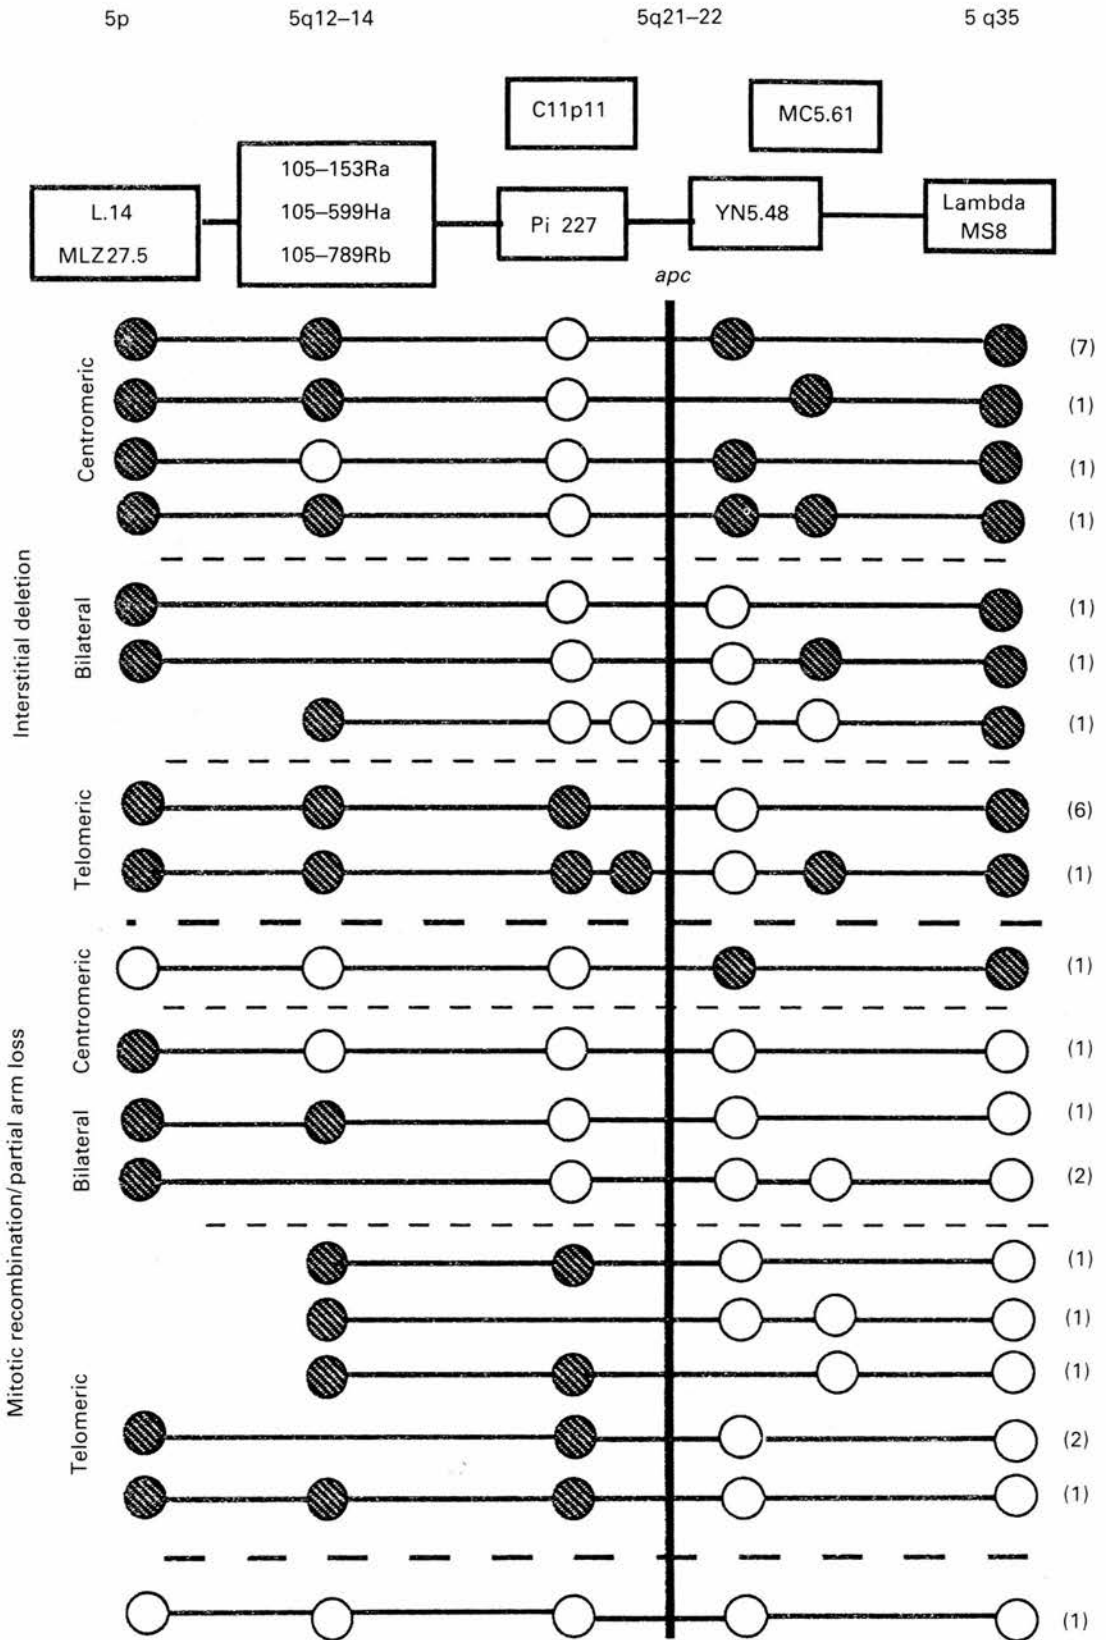 5p 5q12–14 5q21–22 5 q35
C11p11 MC5.61
105–153Ra
L.14 105–599Ha Pi 227 YN5.48 Lambda MS8
MLZ27.5 105–789Rb
apc
Interstitial deletion
Centromeric
(7)
(1)
(1)
(1)
Bilateral
(1)
(1)
(1)
Telomeric
(6)
(1)
Mitotic recombination/partial arm loss
Centromeric
(1)
(1)
Bilateral
(1)
(2)
Telomeric
(1)
(1)
(1)
(2)
(1)
(1)